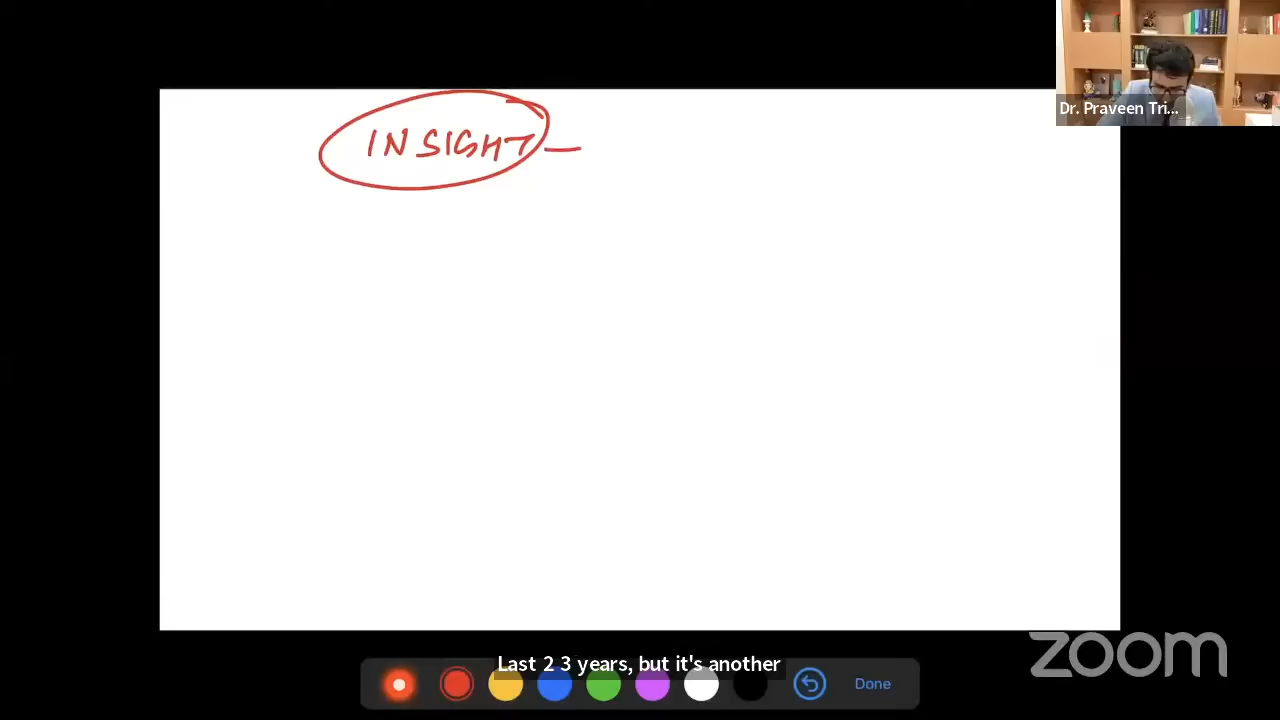 Dr. Praveen Tri...
INSIGHT –
Last 2 3 years, but it's another
Done
zoom